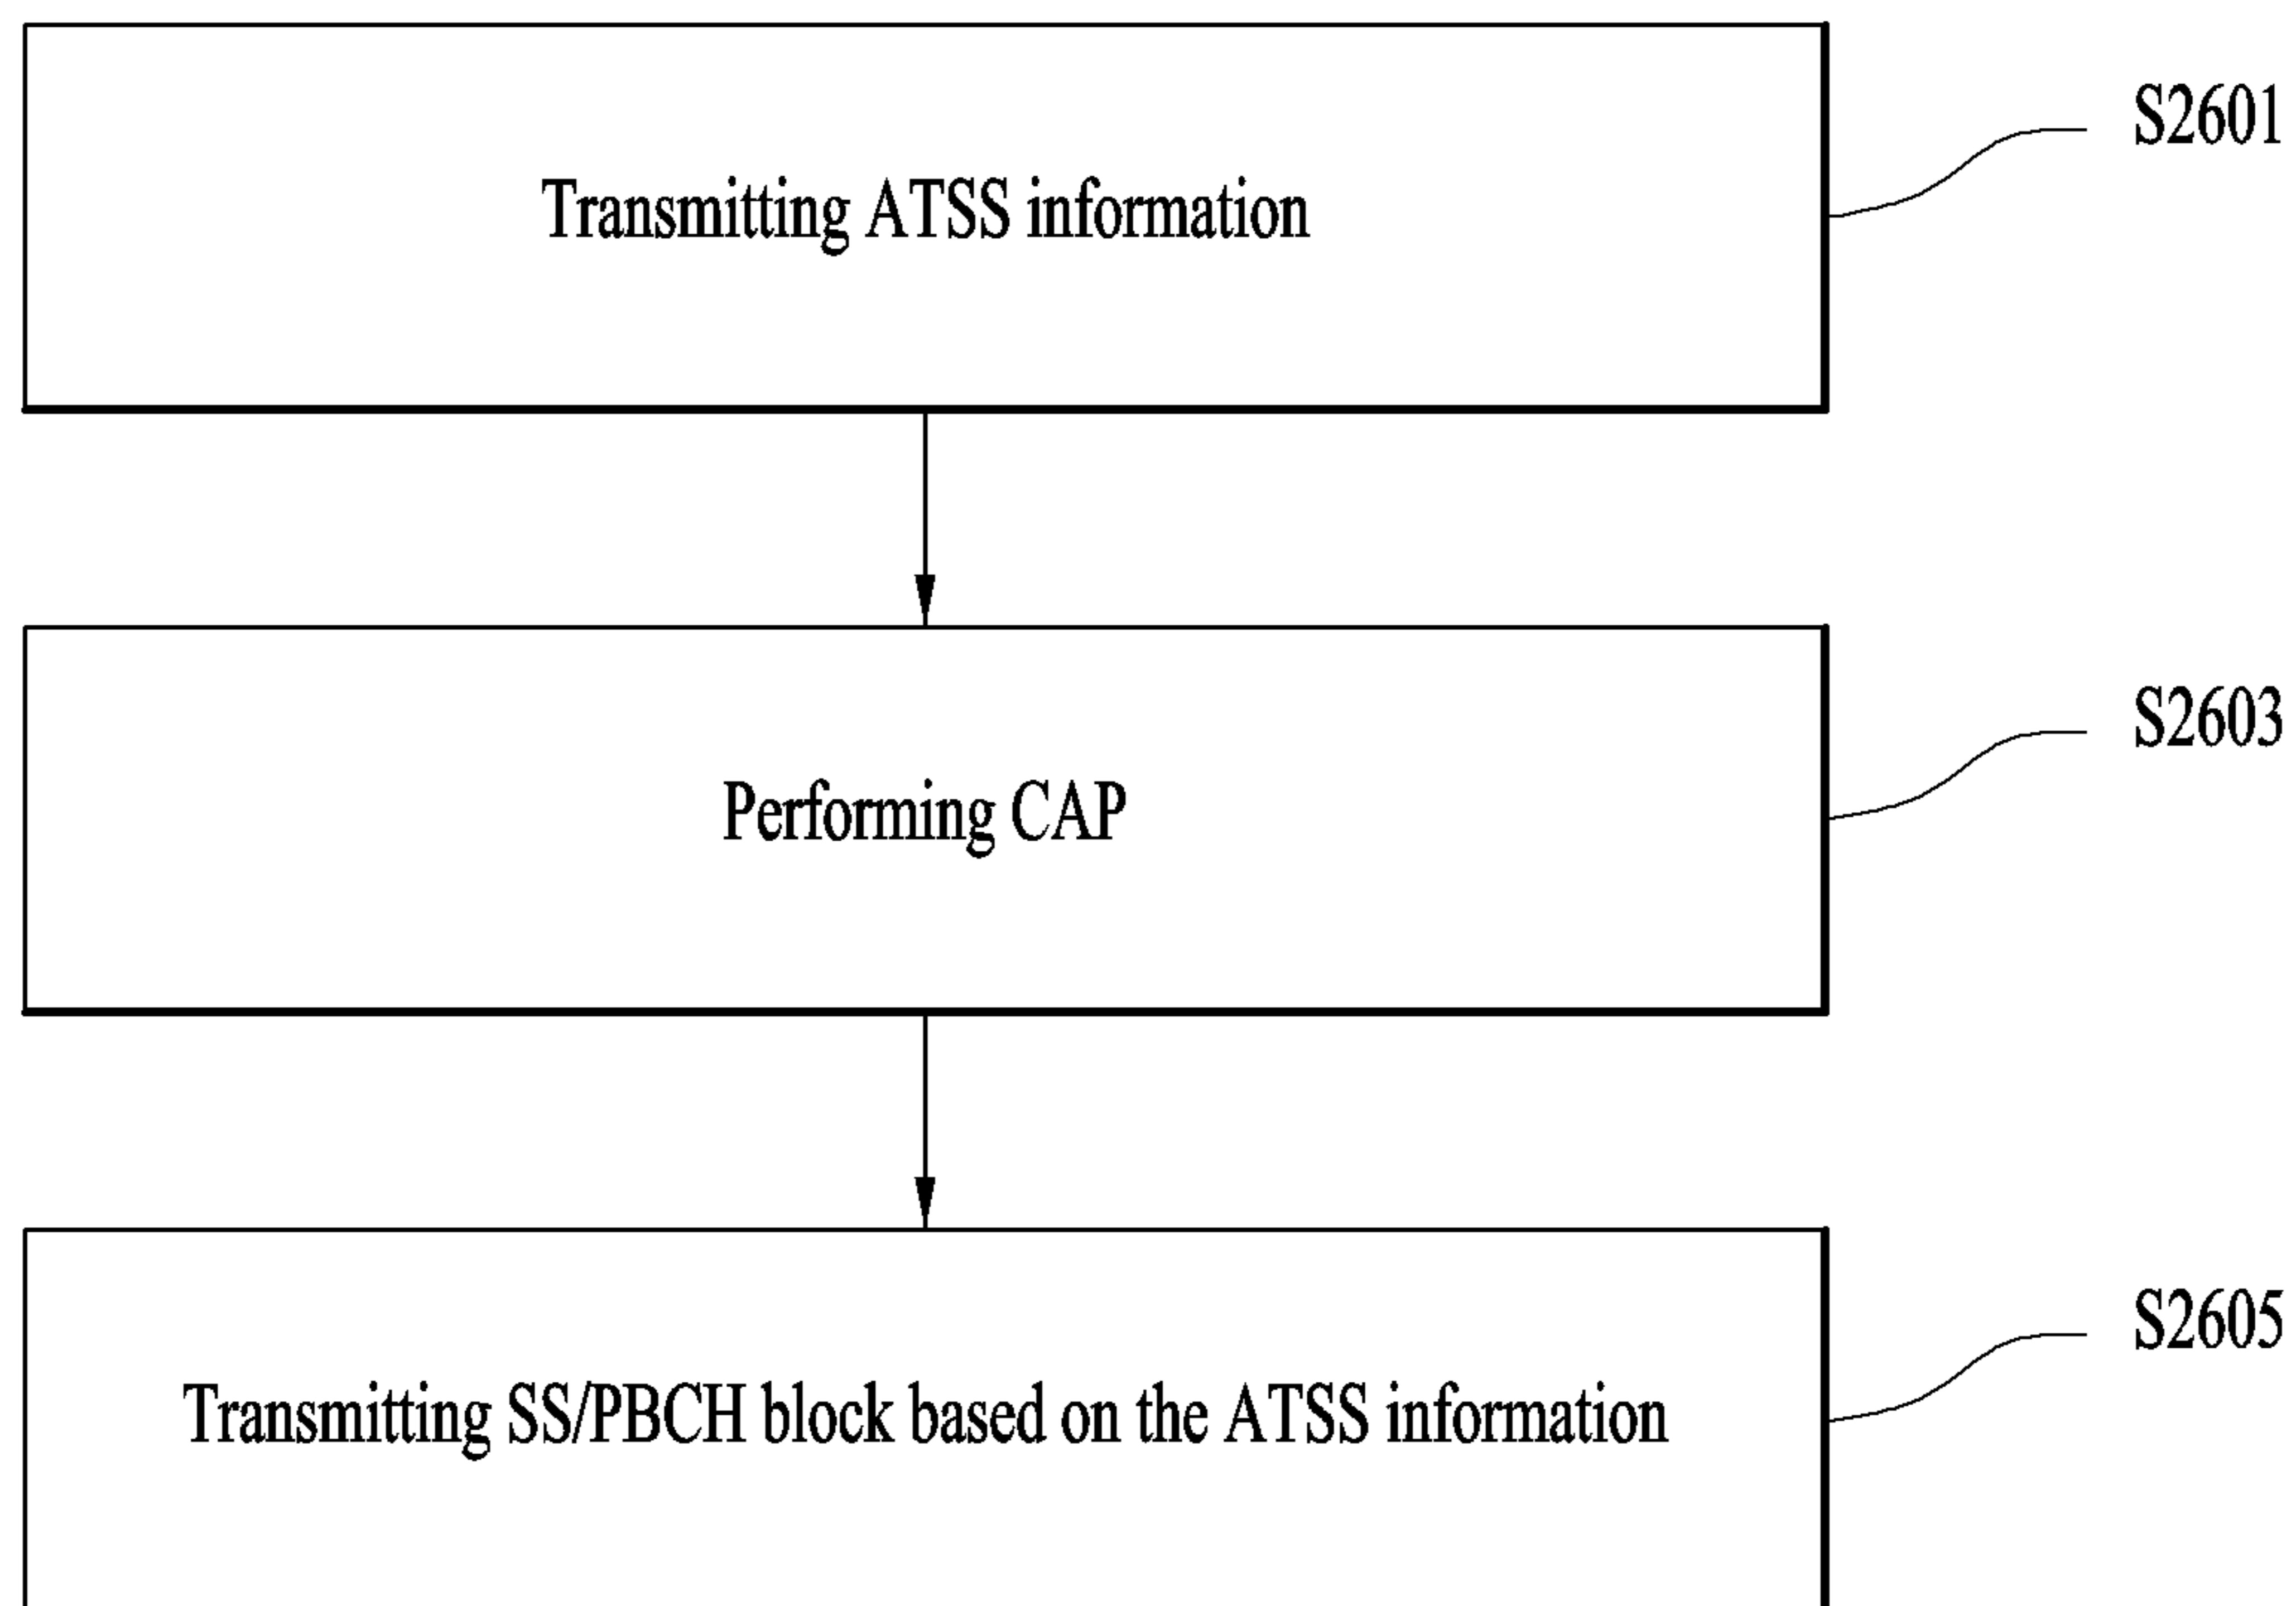 Transmitting ATSS information
S2601
Performing CAP
S2603
Transmitting SS/PBCH block based on the ATSS information
S2605